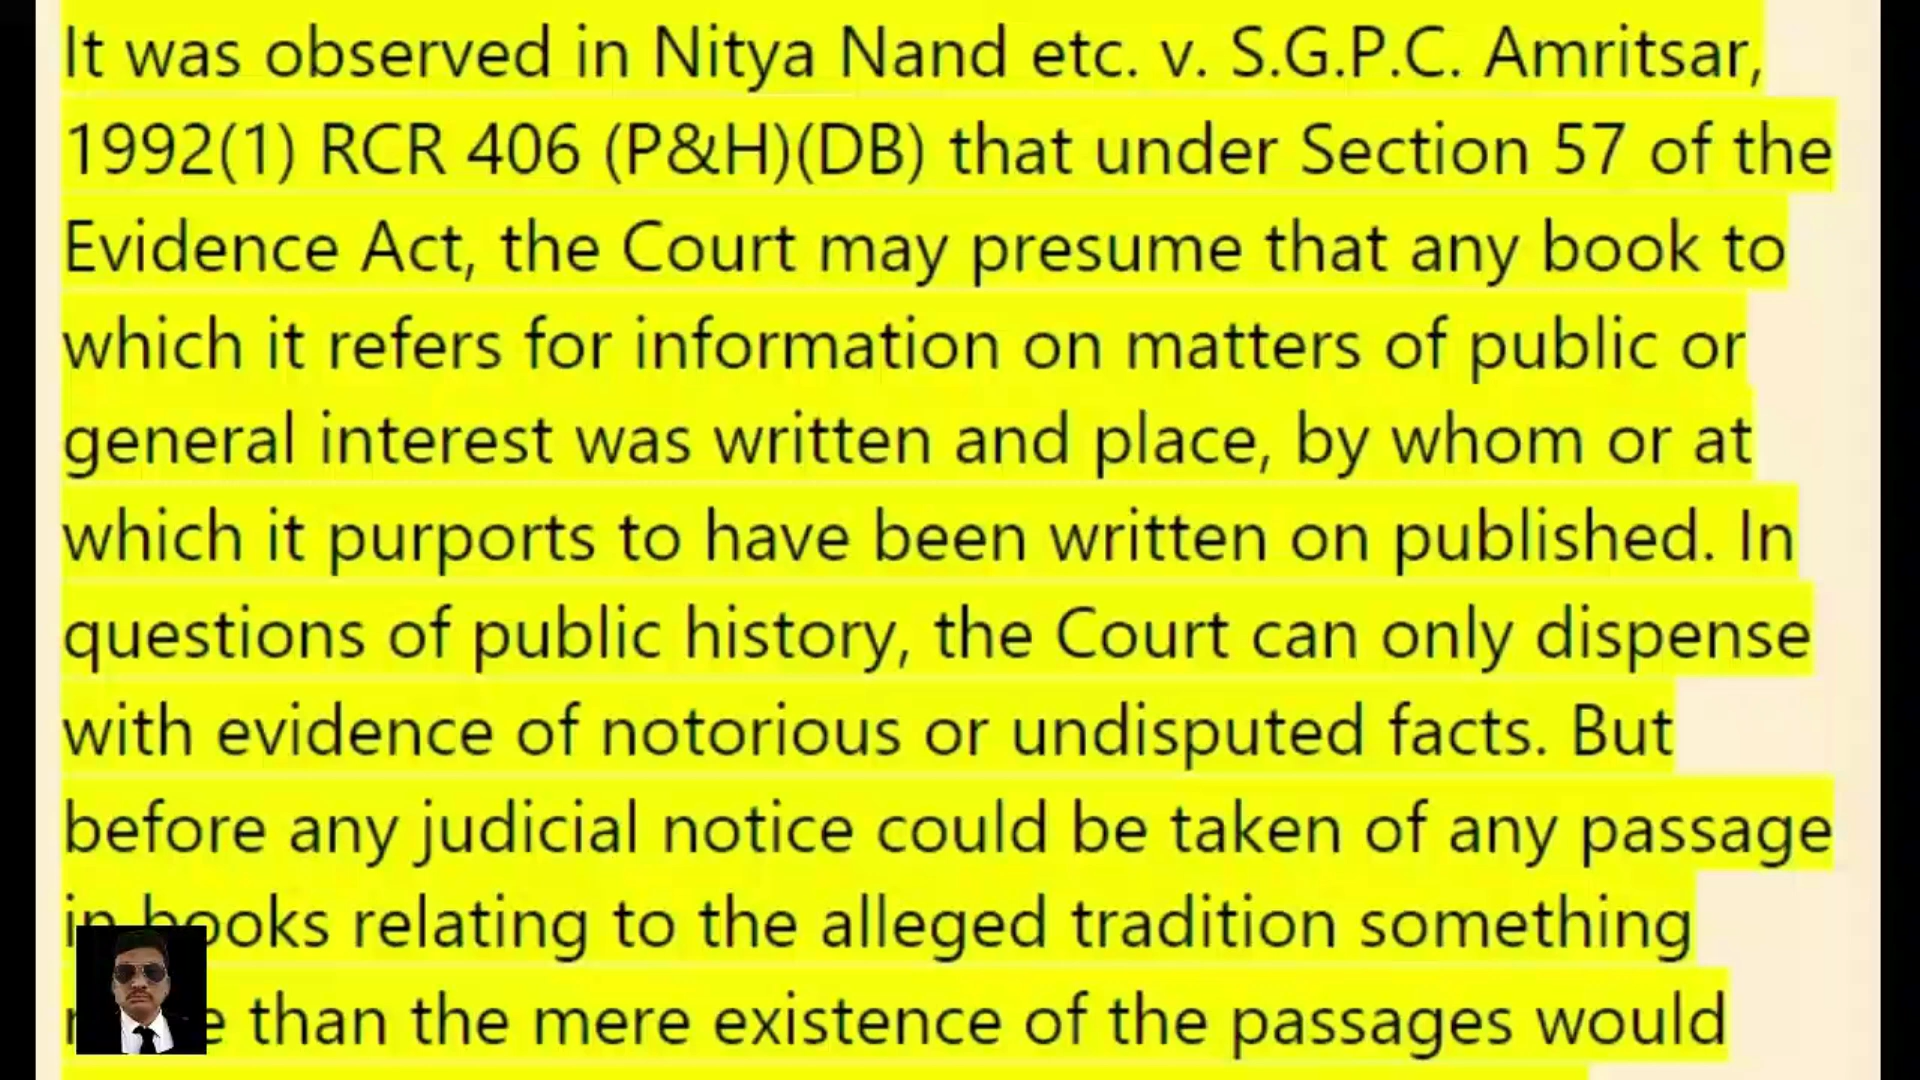 It was observed in Nitya Nand etc. v. S.G.P.C. Amritsar,
1992(1) RCR 406 (P&H)(DB) that under Section 57 of the
Evidence Act, the Court may presume that any book to
which it refers for information on matters of public or
general interest was written and place, by whom or at
which it purports to have been written on published. In
questions of public history, the Court can only dispense
with evidence of notorious or undisputed facts. But
before any judicial notice could be taken of any passage
in books relating to the alleged tradition something
than the mere existence of the passages would